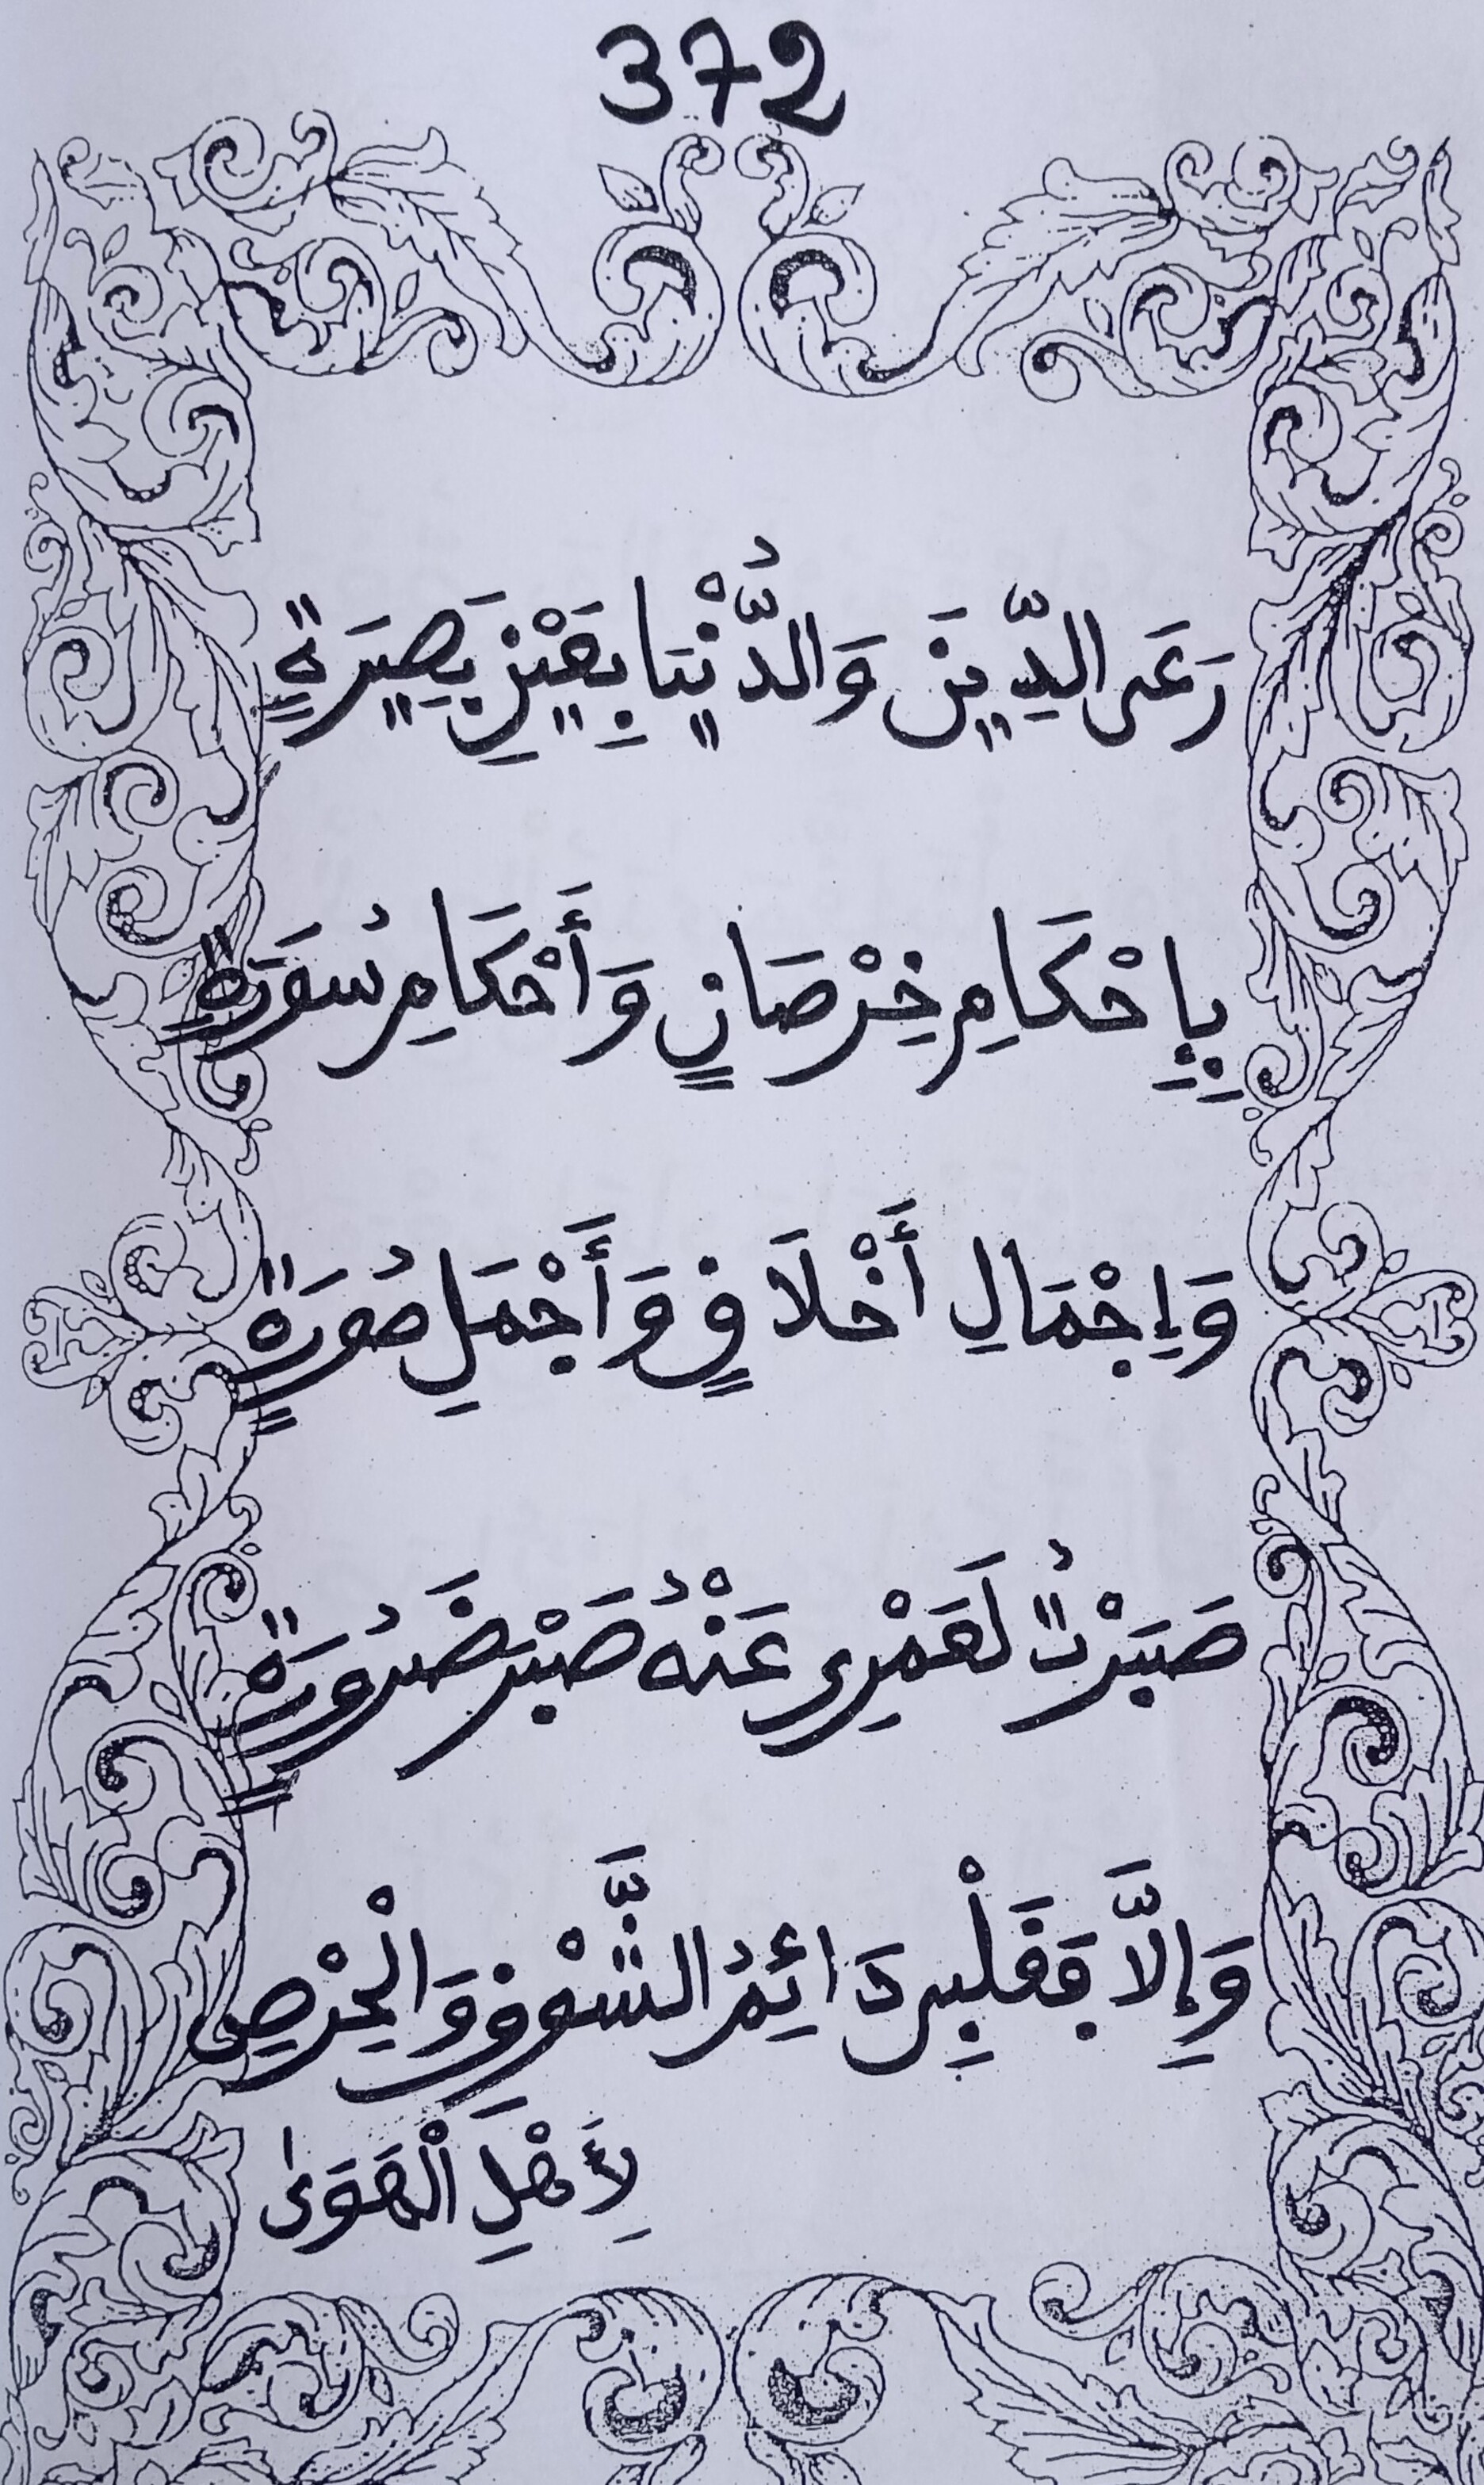 372
رَعَى الدِّينَ وَالدُّنْيَا بِعَيْنِ بَصِيرَةٍ
بِإِحْكَامِ خِرْصَانٍ وَأَحْكَامِ سُورَةٍ
وَإِجْمَالِ أَخْلَاقٍ وَأَجْمَلِ صُورَةٍ
صَبَرْتُ لَعَمْرِي عَنْهُ صَبْرَ ضَرُورَةٍ
وَإِلَّا فَقَلْبِي دَائِمُ الشَّوْقِ وَالْحِرْصِ
لِأَهْلِ الْهَوَىٰ